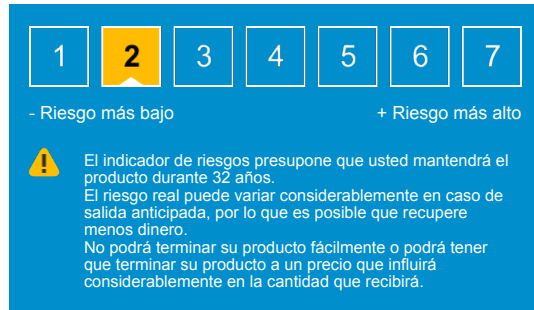 1 2 3 4 5 6 7
- Riesgo más bajo + Riesgo más alto
! El indicador de riesgos presupone que usted mantendrá el
producto durante 32 años.
El riesgo real puede variar considerablemente en caso de
salida anticipada, por lo que es posible que recupere
menos dinero.
No podrá terminar su producto fácilmente o podrá tener
que terminar su producto a un precio que influirá
considerablemente en la cantidad que recibirá.